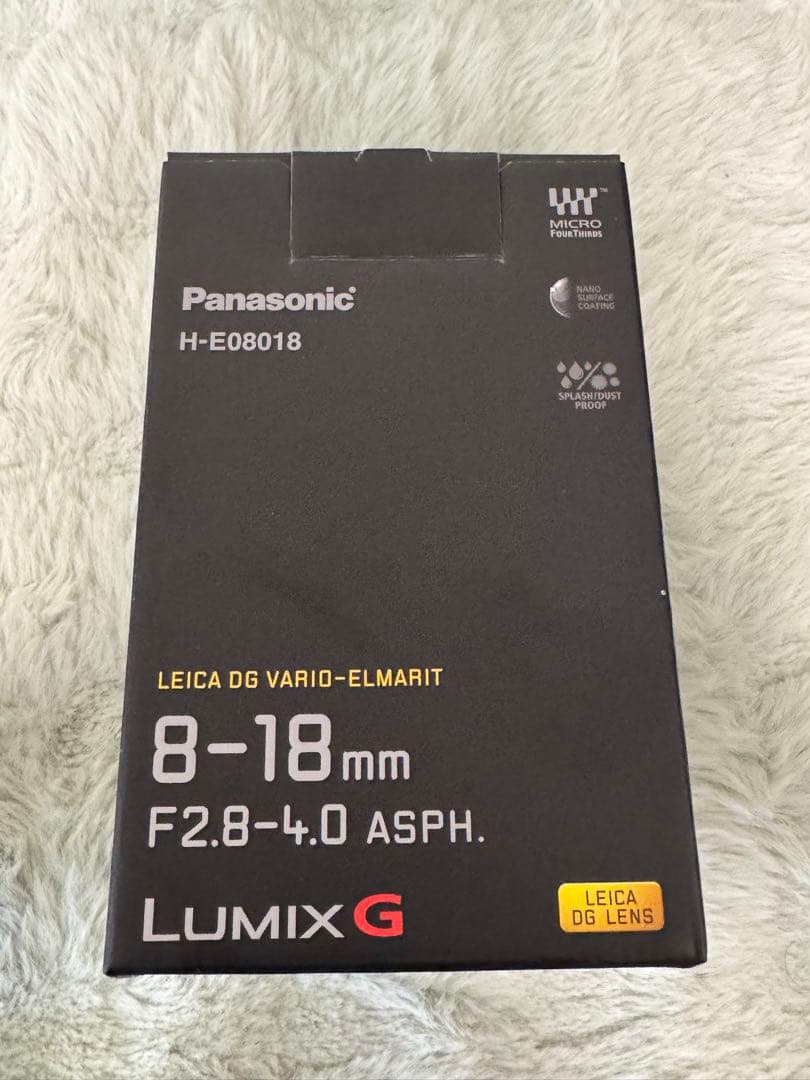 MICRO
FOURTHIRDS
Panasonic
H-E08018
NANO
SURFACE
COATING
SPLASH/DUST
PROOF
LEICA DG VARIO-ELMARIT
8-18mm
F2.8-4.0 ASPH.
LUMIX G
LEICA
DG LENS